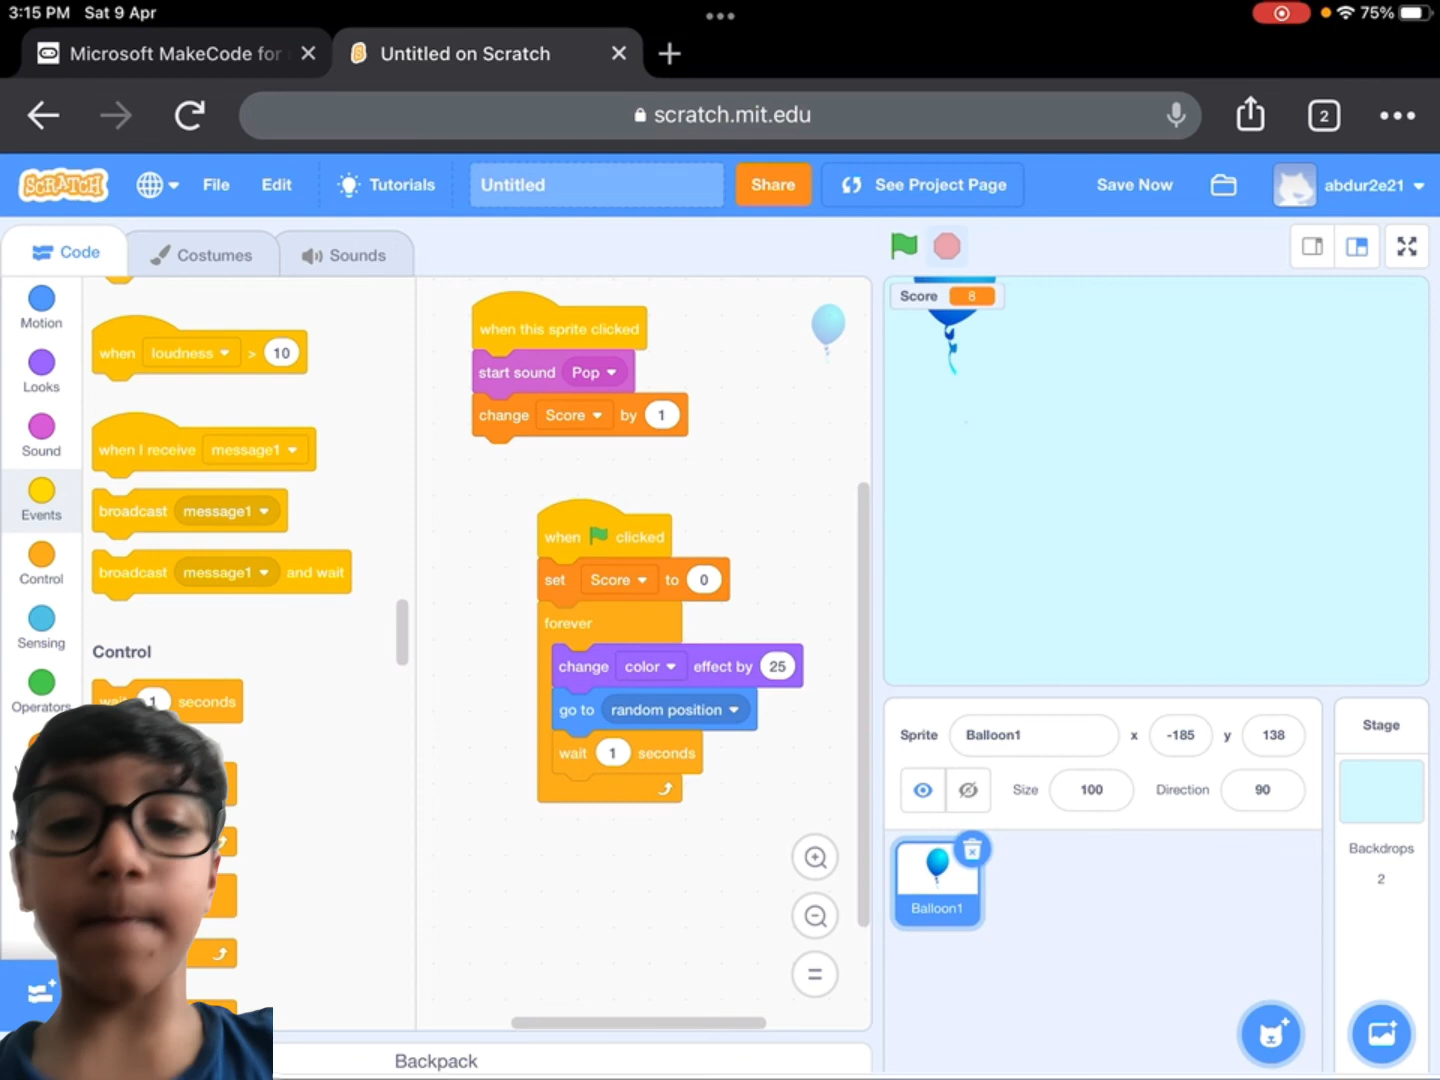 3:15 PM Sat 9 Apr
75%
Microsoft MakeCode for
Untitled on Scratch
scratch.mit.edu
2
SCRATCH
File
Edit
Tutorials
Untitled
Share
See Project Page
Save Now
abdur2e21
Code
Costumes
Sounds
Motion
Looks
Sound
Events
Control
Sensing
Operators
when loudness > 10
when I receive message1
broadcast message1
broadcast message1 and wait
Control
wait 1 seconds
when this sprite clicked
start sound Pop
change Score by 1
when clicked
set Score to 0
forever
change color effect by 25
go to random position
wait 1 seconds
Backpack
Score 8
Sprite Balloon1 x -185 y 138
Size 100 Direction 90
Balloon1
Stage
Backdrops
2